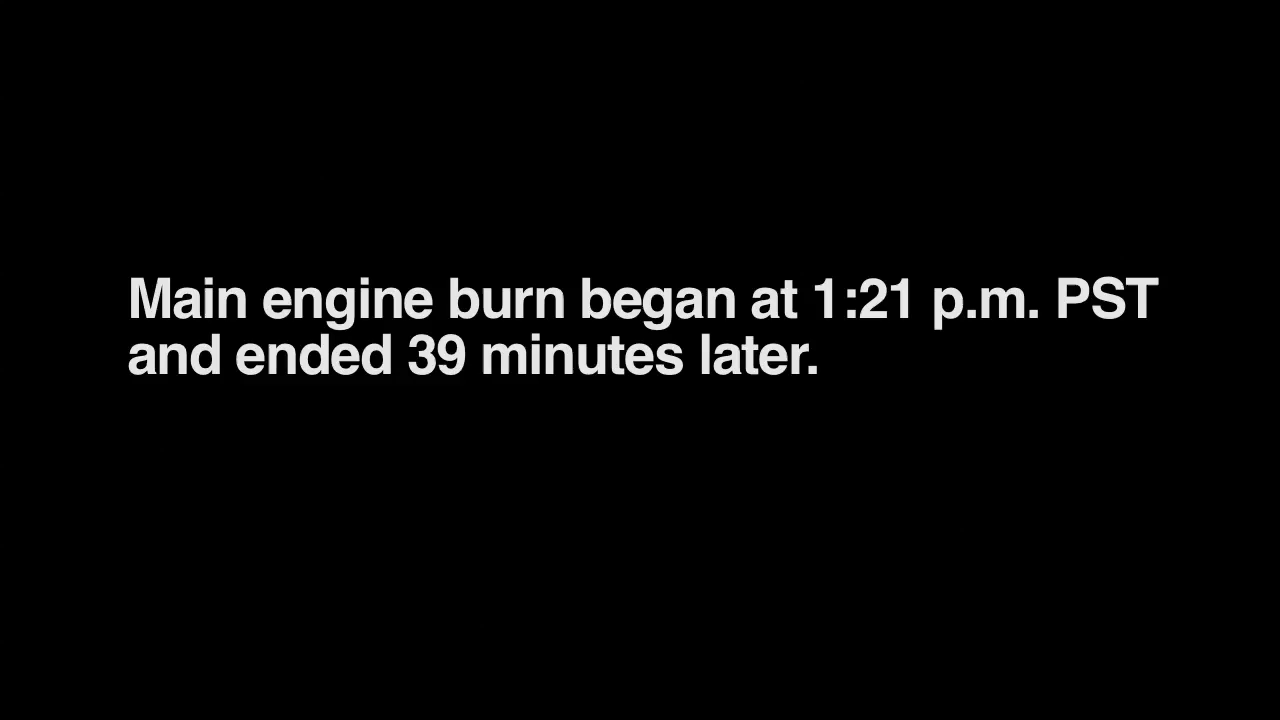 Main engine burn began at 1:21 p.m. PST
and ended 39 minutes later.